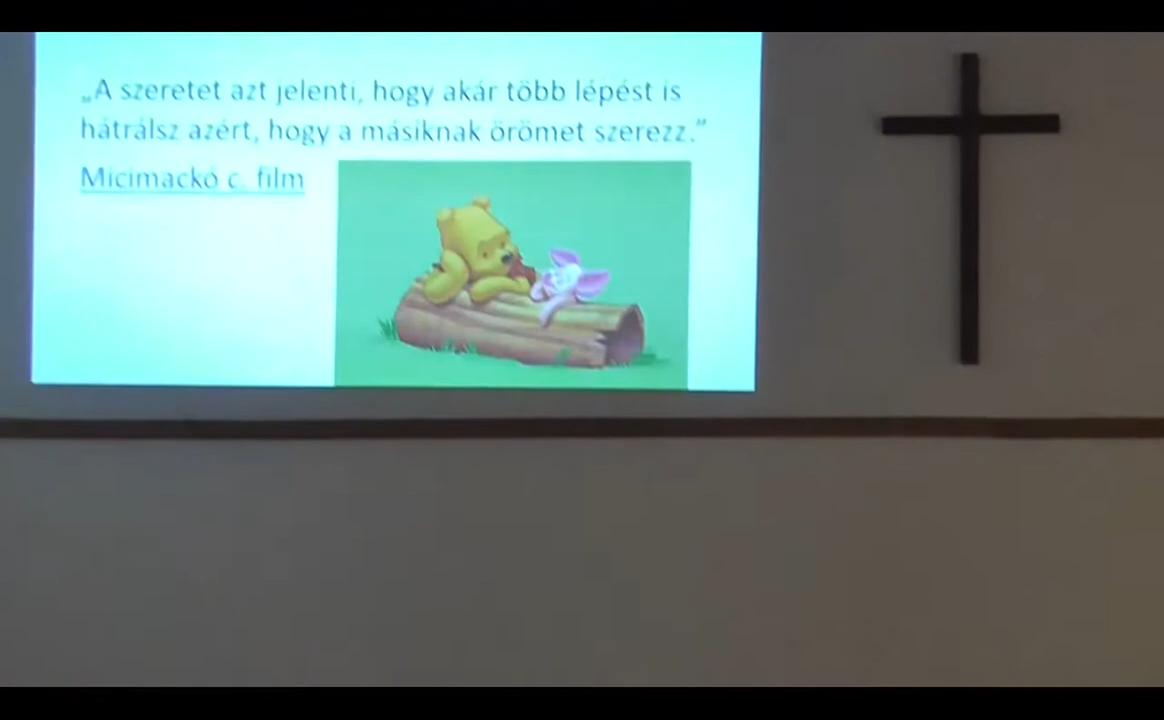 „A szeretet azt jelenti, hogy akár több lépést is
hátrálsz azért, hogy a másiknak örömet szerezz.”
Micimackó c. film